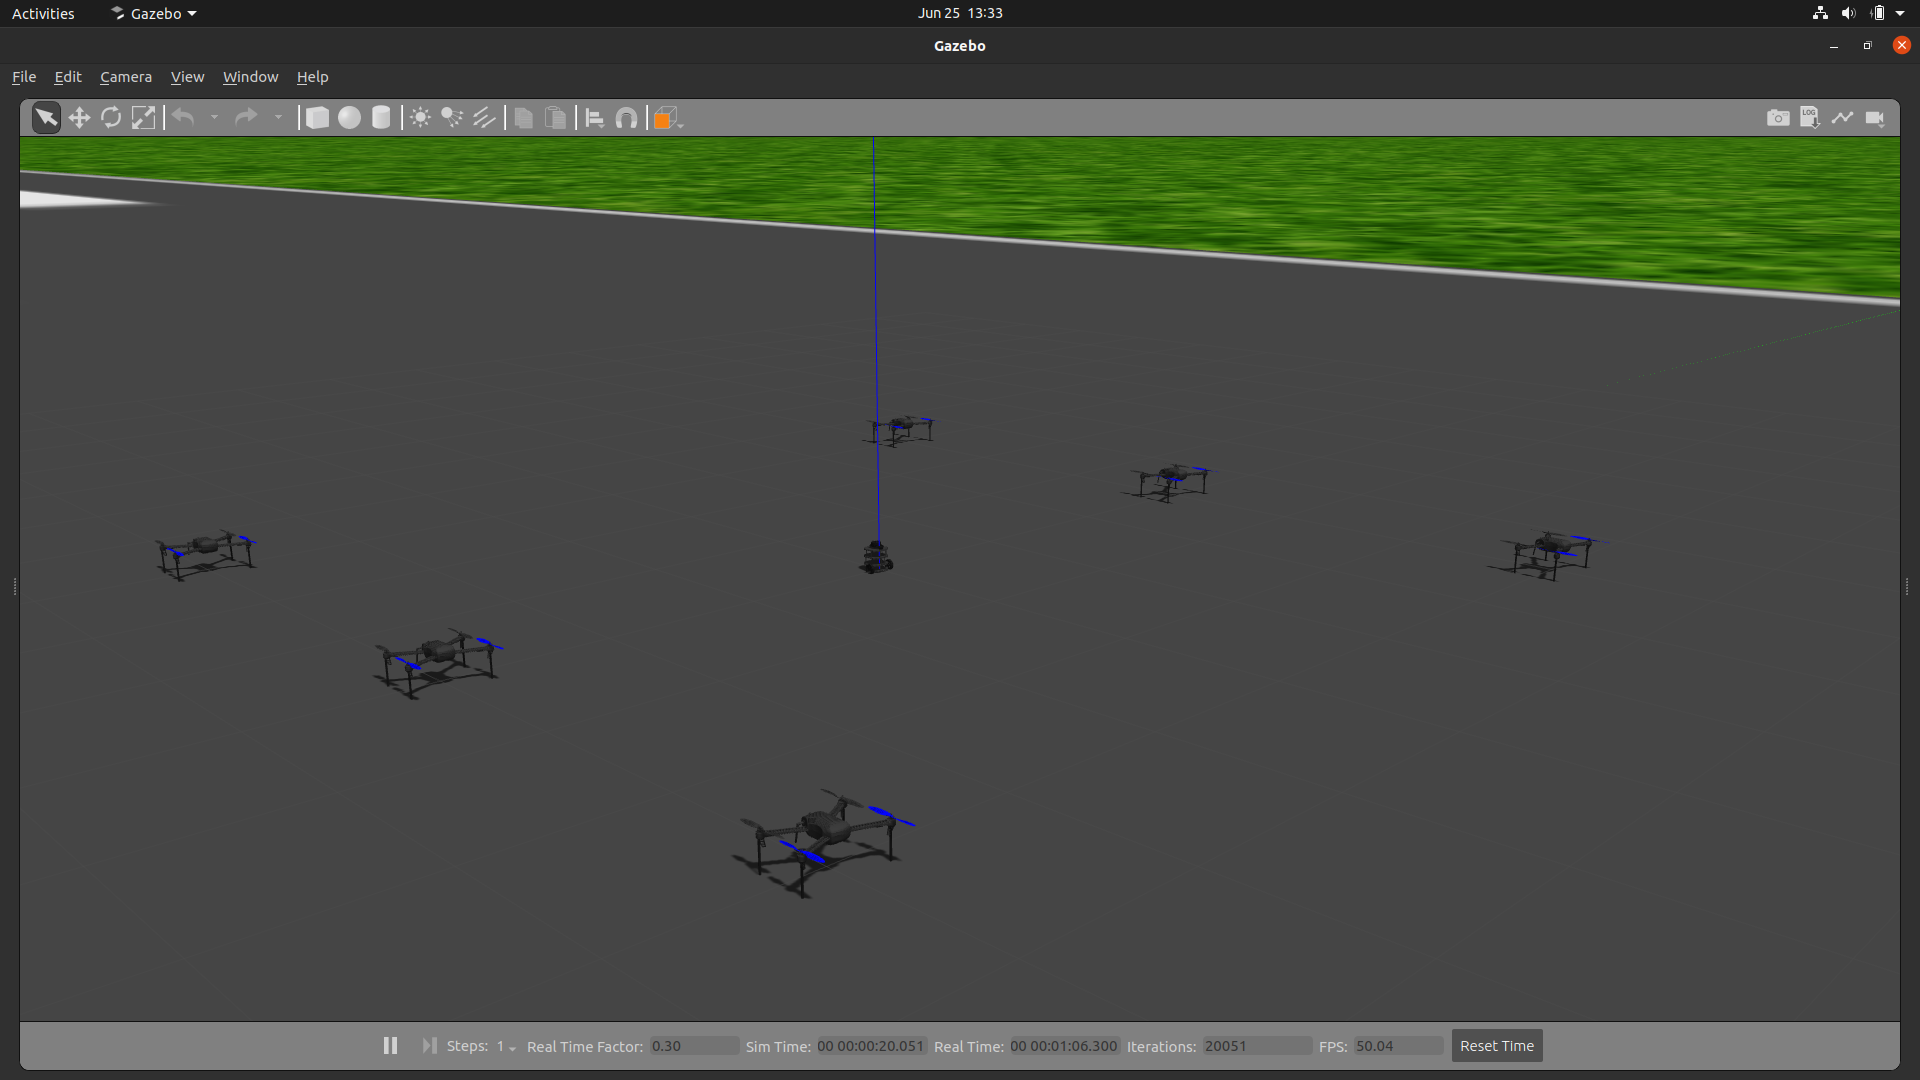 Activities Gazebo Jun 25 13:33
Gazebo
File Edit Camera View Window Help
LOG
Steps: 1 Real Time Factor: 0.30 Sim Time: 00 00:00:20.051 Real Time: 00 00:01:06.300 Iterations: 20051 FPS: 50.04 Reset Time